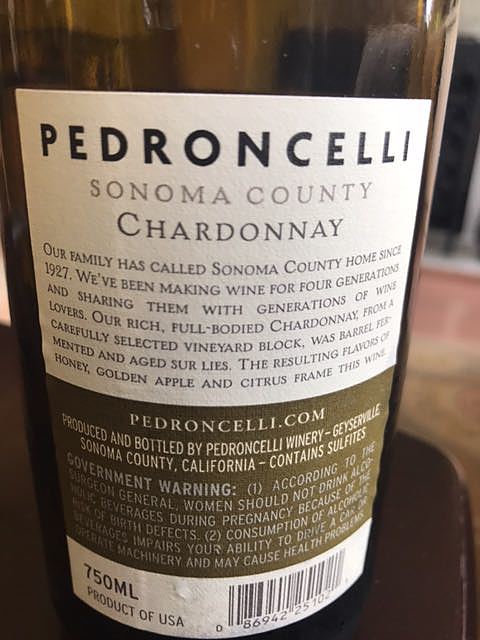 PEDRONCELLI
SONOMA COUNTY
CHARDONNAY
OUR FAMILY HAS CALLED SONOMA COUNTY HOME SINCE
1927. WE'VE BEEN MAKING WINE FOR FOUR GENERATIONS
AND SHARING THEM WITH GENERATIONS OF WINE
LOVERS. OUR RICH, FULL-BODIED CHARDONNAY, FROM A
CAREFULLY SELECTED VINEYARD BLOCK, WAS BARREL FER-
MENTED AND AGED SUR LIES. THE RESULTING FLAVORS OF
HONEY, GOLDEN APPLE AND CITRUS FRAME THIS WINE.
PEDRONCELLI.COM
PRODUCED AND BOTTLED BY PEDRONCELLI WINERY – GEYSERVILLE
SONOMA COUNTY, CALIFORNIA – CONTAINS SULFITES
GOVERNMENT WARNING: (1) ACCORDING TO THE
SURGEON GENERAL, WOMEN SHOULD NOT DRINK ALCO-
HOLIC BEVERAGES DURING PREGNANCY BECAUSE OF THE
RISK OF BIRTH DEFECTS. (2) CONSUMPTION OF ALCOHOLIC
BEVERAGES IMPAIRS YOUR ABILITY TO DRIVE A CAR OR
OPERATE MACHINERY AND MAY CAUSE HEALTH PROBLEMS.
750ML
PRODUCT OF USA
0 86942 25102